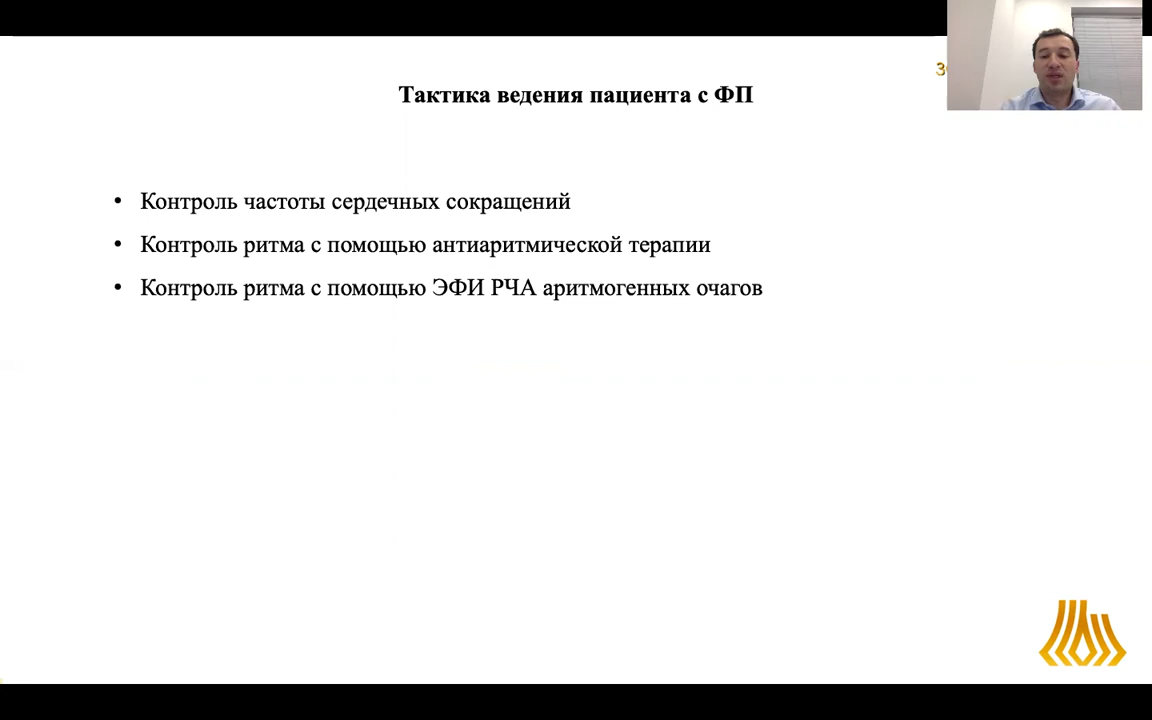 Тактика ведения пациента с ФП
• Контроль частоты сердечных сокращений
• Контроль ритма с помощью антиаритмической терапии
• Контроль ритма с помощью ЭФИ РЧА аритмогенных очагов